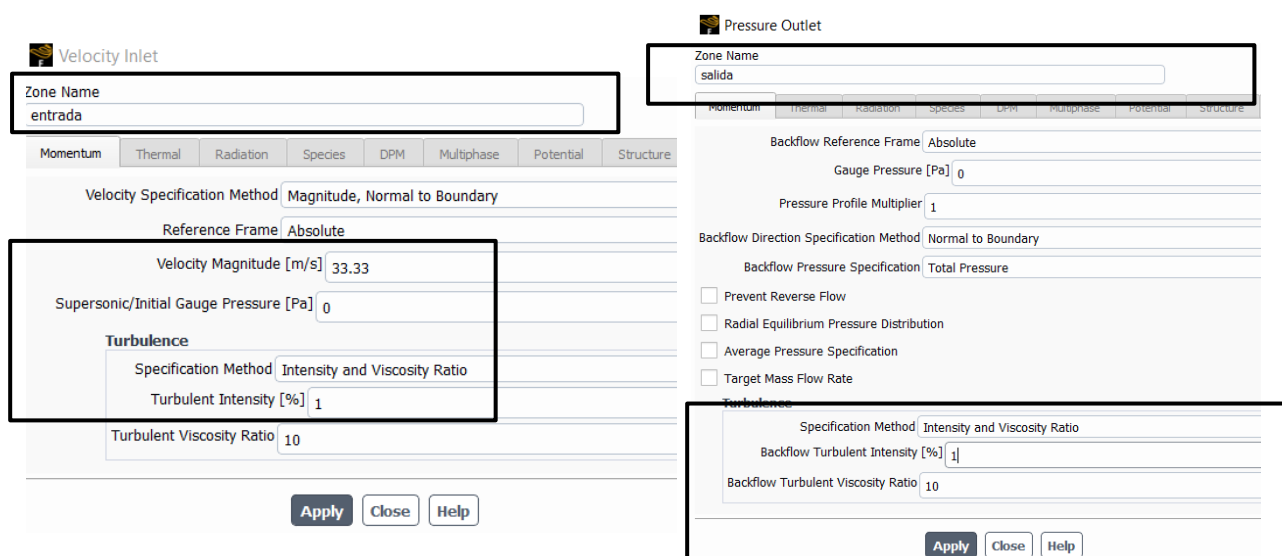 Velocity Inlet
Zone Name
entrada
Momentum Thermal Radiation Species DPM Multiphase Potential Structure
Velocity Specification Method Magnitude, Normal to Boundary
Reference Frame Absolute
Velocity Magnitude [m/s] 33.33
Supersonic/Initial Gauge Pressure [Pa] 0
Turbulence
Specification Method Intensity and Viscosity Ratio
Turbulent Intensity [%] 1
Turbulent Viscosity Ratio 10
Apply Close Help
Pressure Outlet
Zone Name
salida
Momentum Thermal Radiation Species DPM Multiphase Potential Structure
Backflow Reference Frame Absolute
Gauge Pressure [Pa] 0
Pressure Profile Multiplier 1
Backflow Direction Specification Method Normal to Boundary
Backflow Pressure Specification Total Pressure
Prevent Reverse Flow
Radial Equilibrium Pressure Distribution
Average Pressure Specification
Target Mass Flow Rate
Turbulence
Specification Method Intensity and Viscosity Ratio
Backflow Turbulent Intensity [%] 1
Backflow Turbulent Viscosity Ratio 10
Apply Close Help